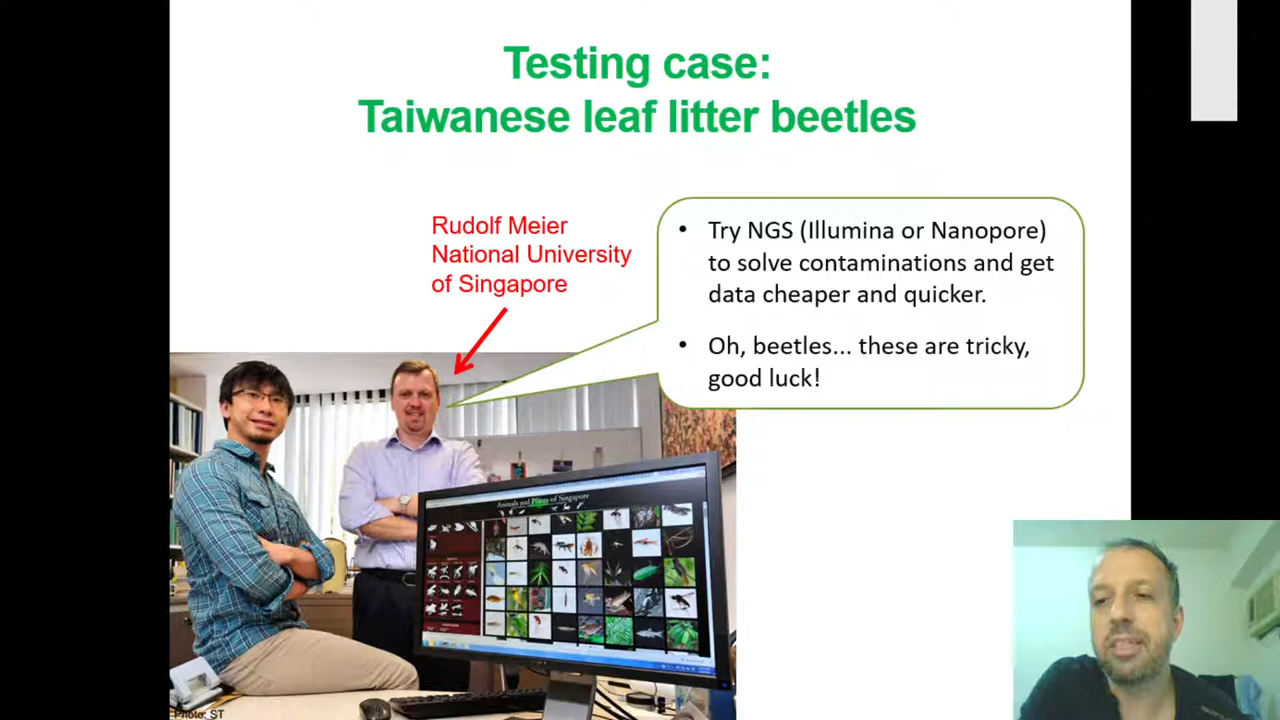 Testing case:
Taiwanese leaf litter beetles
Rudolf Meier
National University
of Singapore
• Try NGS (Illumina or Nanopore)
to solve contaminations and get
data cheaper and quicker.
• Oh, beetles... these are tricky,
good luck!
Animals and Plants of Singapore
Photo: ST